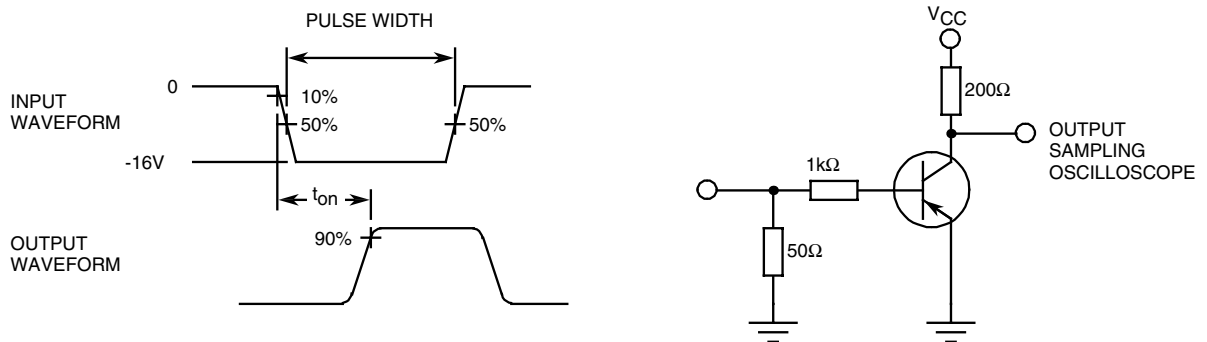 PULSE WIDTH
0
10%
INPUT
WAVEFORM
50%
50%
-16V
ton
90%
OUTPUT
WAVEFORM
VCC
200Ω
OUTPUT
SAMPLING
OSCILLOSCOPE
1kΩ
50Ω